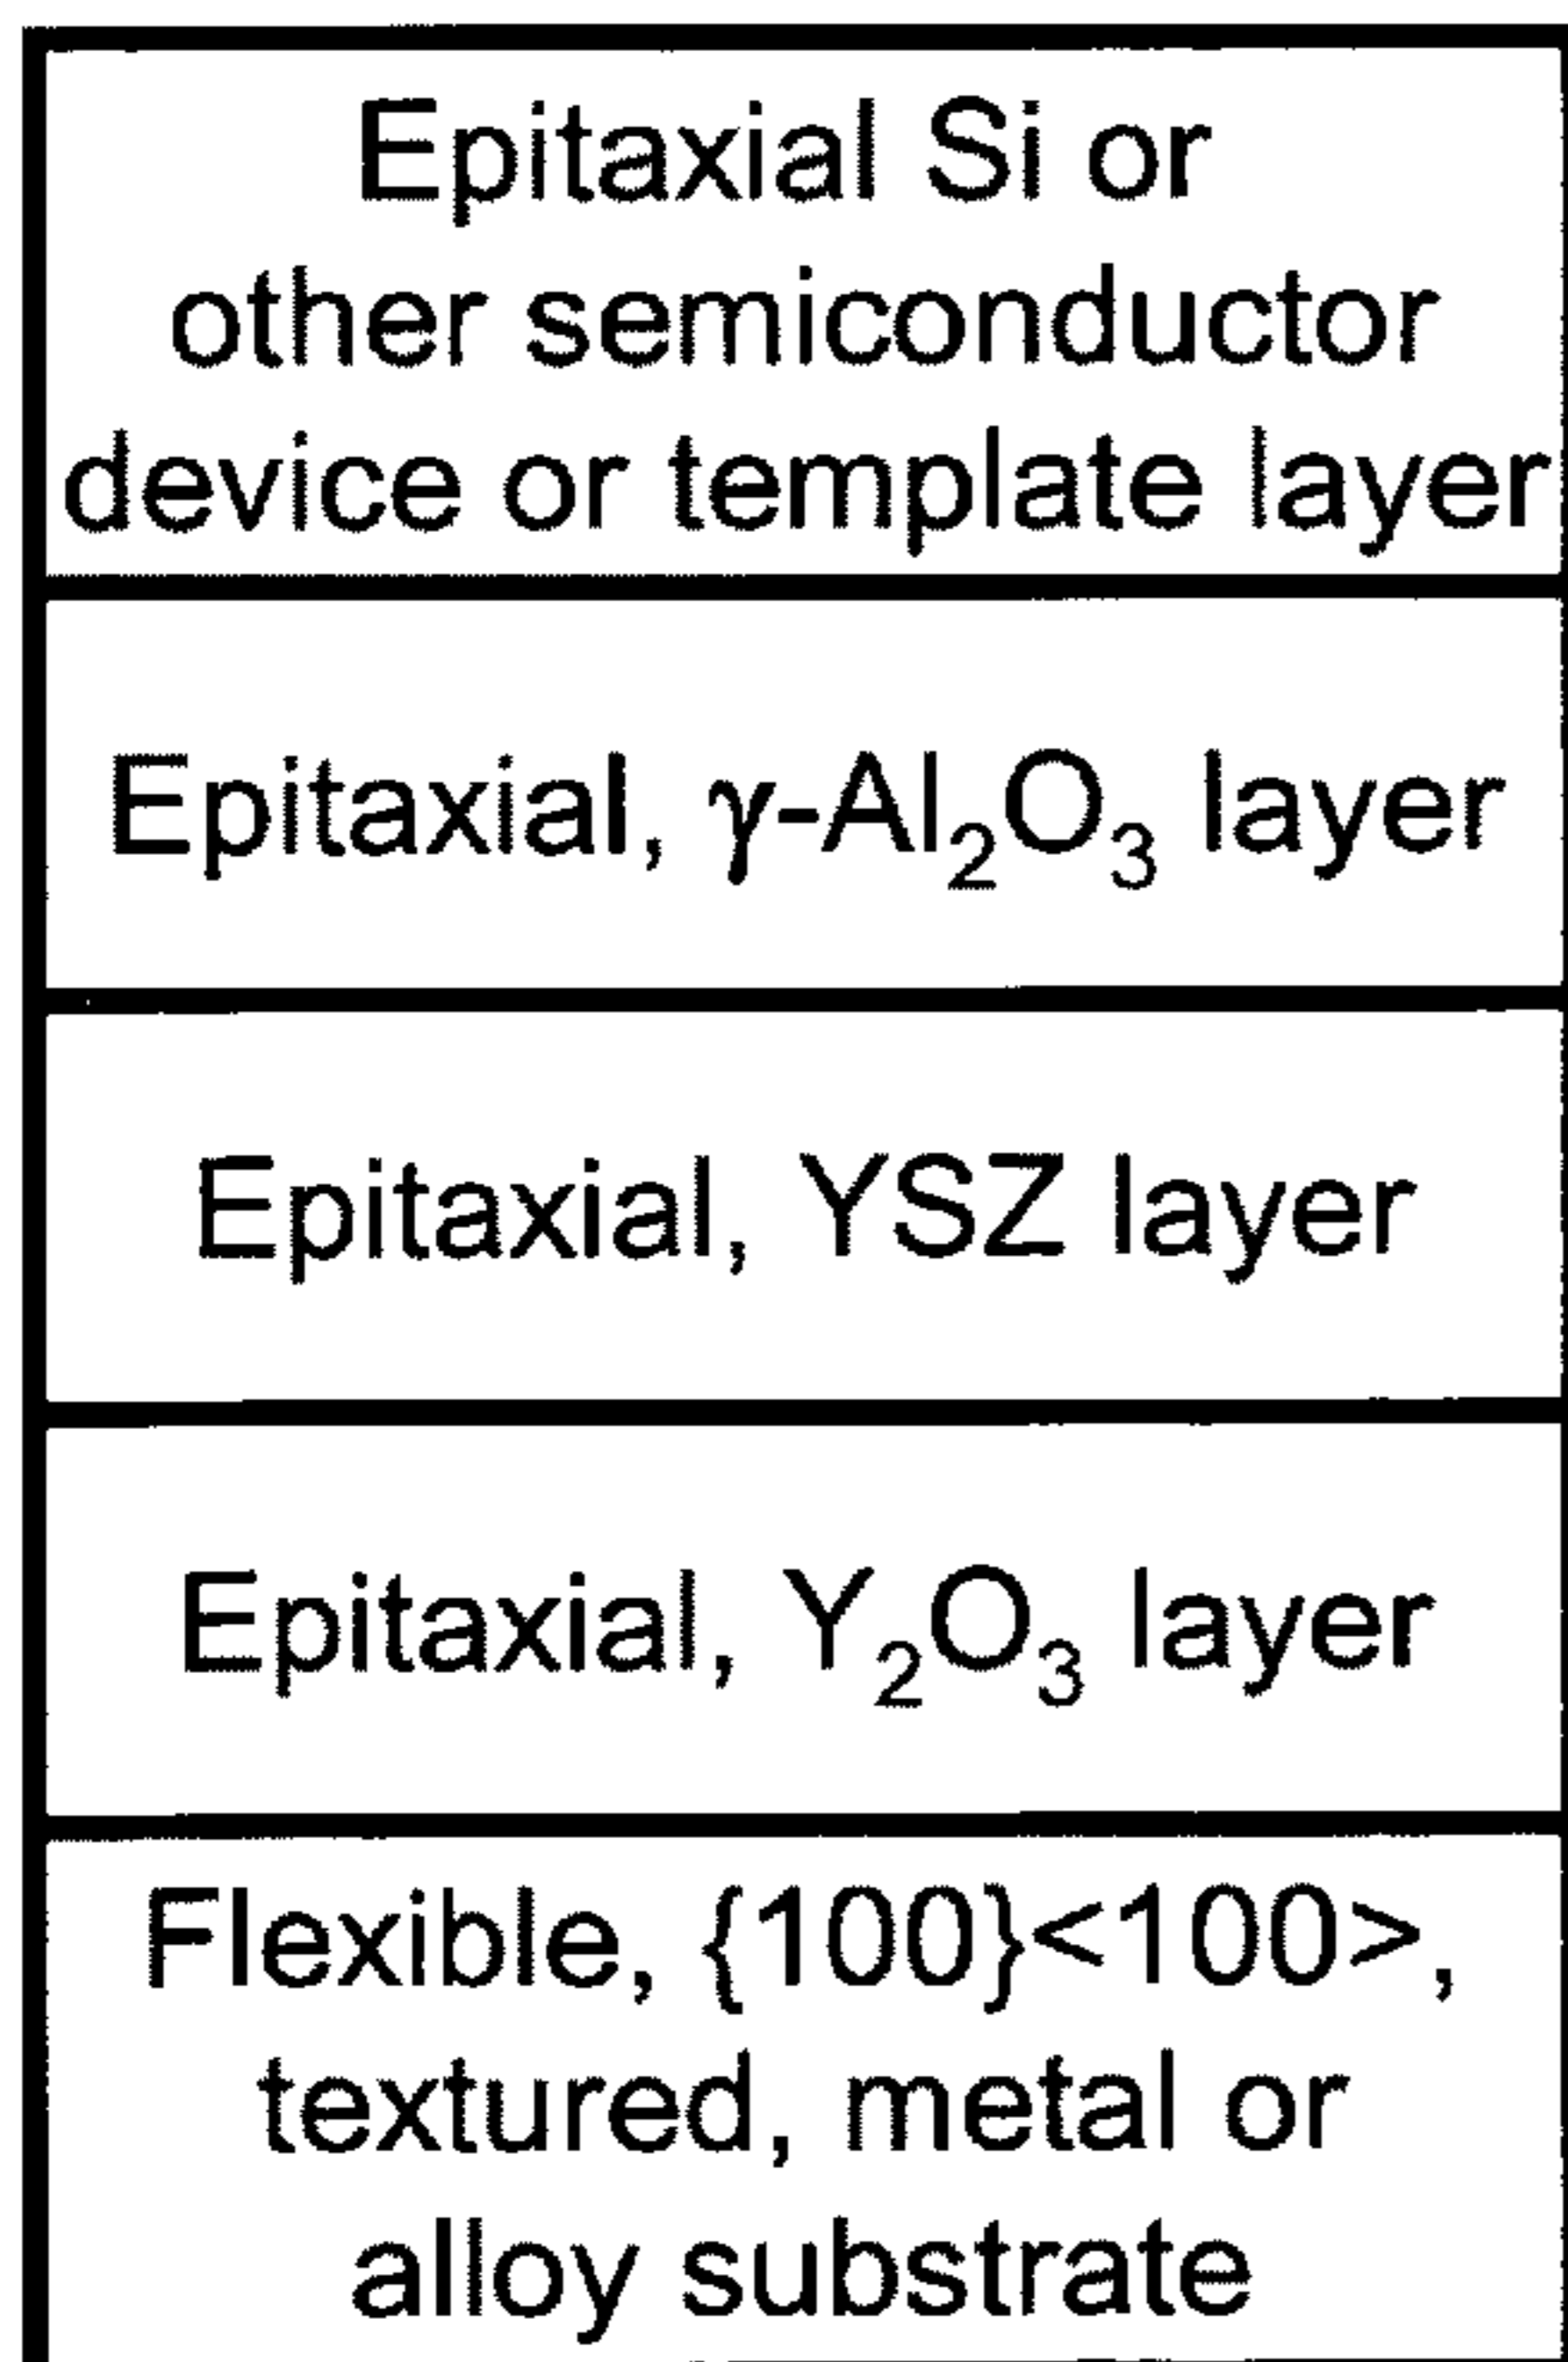 Epitaxial Si or
other semiconductor
device or template layer
Epitaxial, γ-Al₂O₃ layer
Epitaxial, YSZ layer
Epitaxial, Y₂O₃ layer
Flexible, {100}<100>,
textured, metal or
alloy substrate